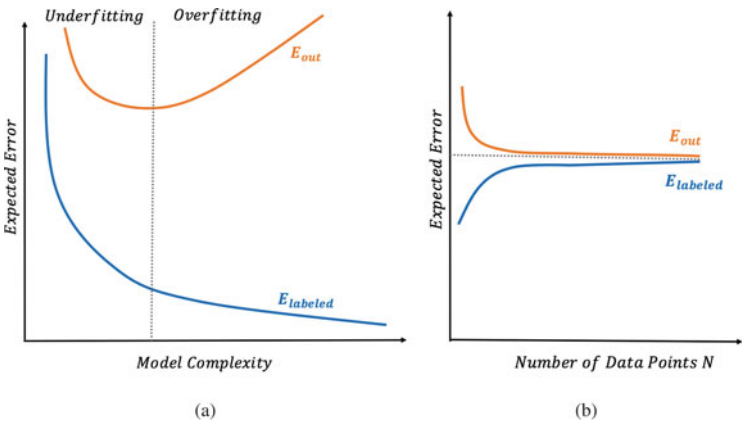 Underfitting
Overfitting
E_out
Expected Error
E_labeled
Model Complexity
(a)
E_out
Expected Error
E_labeled
Number of Data Points N
(b)